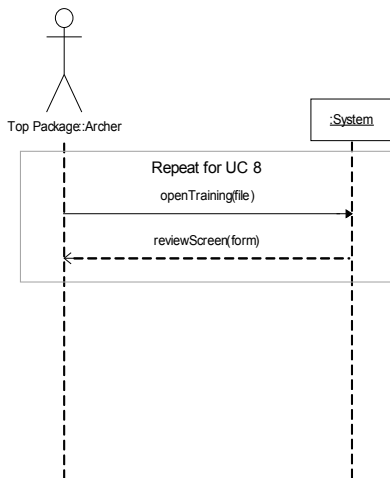 Top Package::Archer
:System
Repeat for UC 8
openTraining(file)
reviewScreen(form)